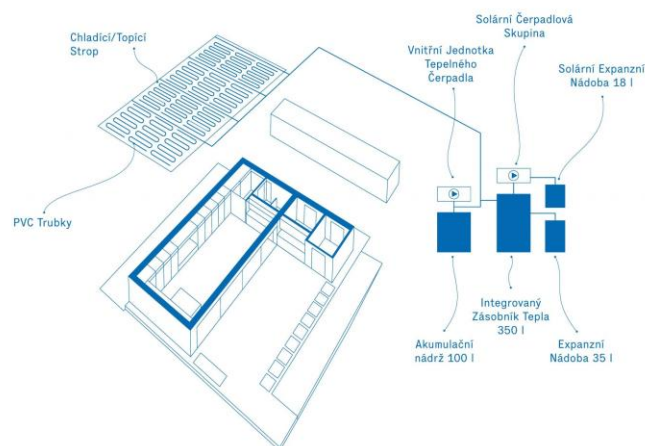 Solární Čerpadlová
Skupina
Chladící/Topící
Strop
Vnitřní Jednotka
Tepelného
Čerpadla
Solární Expanzní
Nádoba 18 l
PVC Trubky
Integrovaný
Zásobník Tepla
350 l
Akumulační
nádrž 100 l
Expanzní
Nádoba 35 l